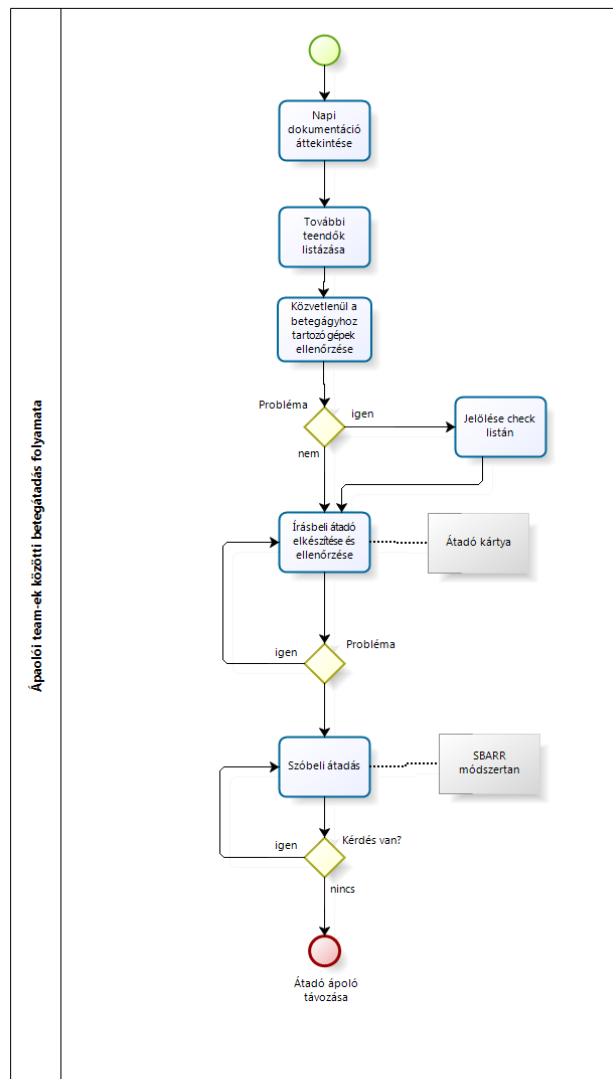 Ápaolói team-ek közötti betegátadás folyamata
Napi
dokumentáció
áttekintése
További
teendők
listázása
Közvetlenül a
betegágyhoz
tartozó gépek
ellenőrzése
Probléma
igen
nem
Jelölése check
listán
Írásbeli átadó
elkészítése és
ellenőrzése
Átadó kártya
Probléma
igen
Szóbeli átadás
SBARR
módszertan
Kérdés van?
igen
nincs
Átadó ápoló
távozása